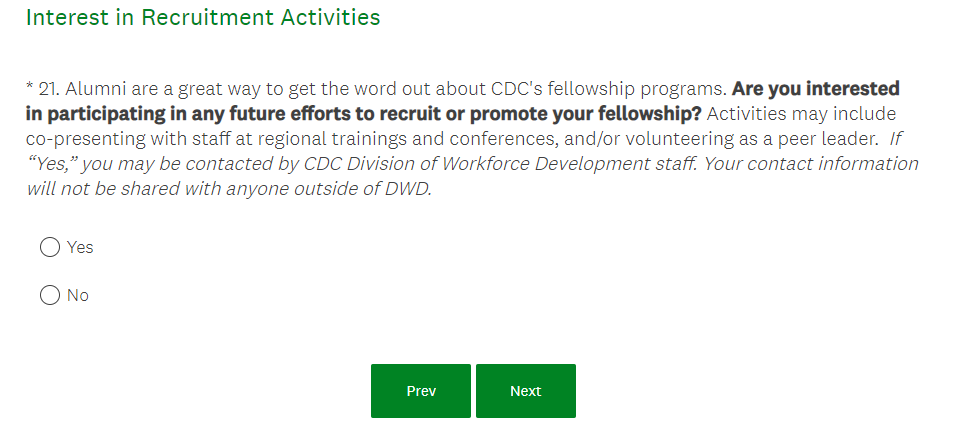 Interest in Recruitment Activities
* 21. Alumni are a great way to get the word out about CDC's fellowship programs. Are you interested
in participating in any future efforts to recruit or promote your fellowship? Activities may include
co-presenting with staff at regional trainings and conferences, and/or volunteering as a peer leader. If
“Yes,” you may be contacted by CDC Division of Workforce Development staff. Your contact information
will not be shared with anyone outside of DWD.
Yes
No
Prev
Next